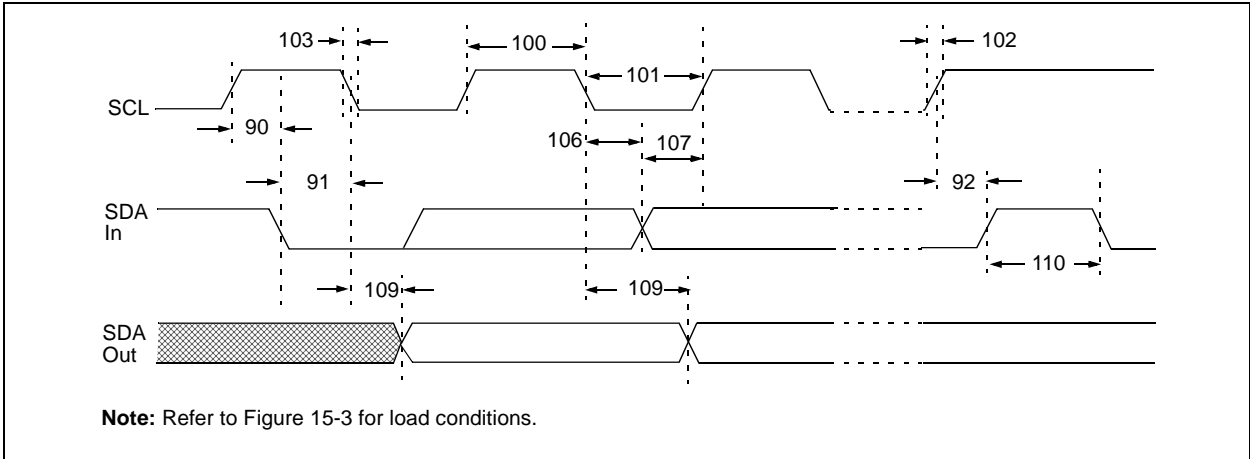 103
100
101
102
SCL
90
106
107
91
92
SDA
In
109
109
110
SDA
Out
Note: Refer to Figure 15-3 for load conditions.